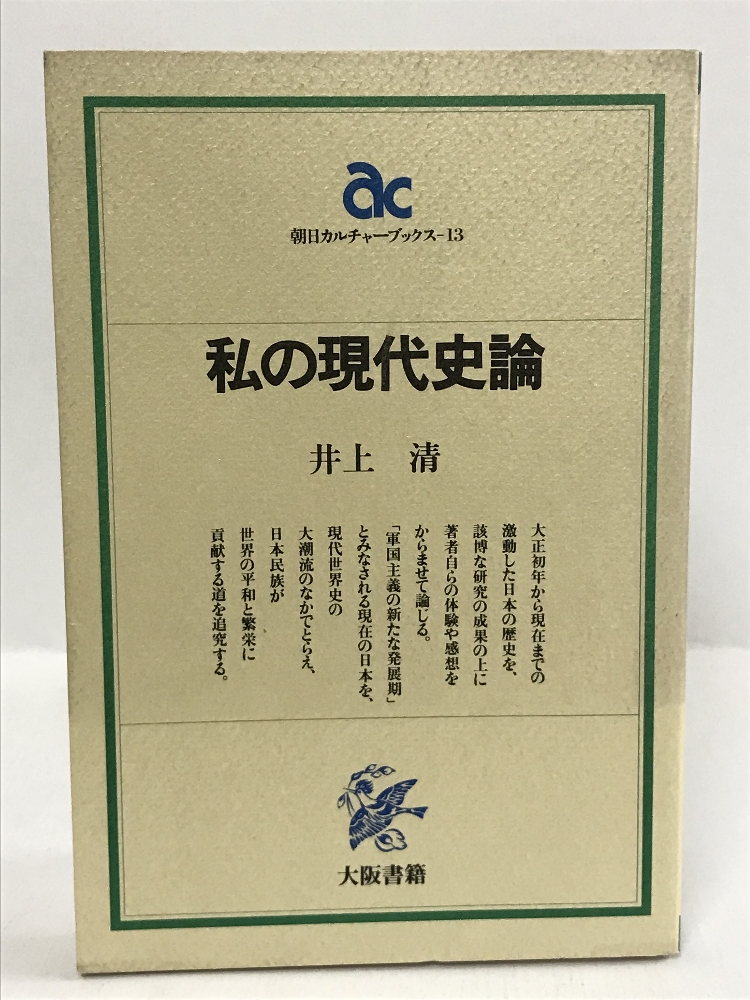 ac
朝日カルチャーブックス-13
私の現代史論
井上 清
大正初年から現在までの
激動した日本の歴史を、
該博な研究の成果の上に
著者自らの体験や感想を
からませて論じる。
「軍国主義の新たな発展期」
とみなされる現在の日本を、
現代世界史の
大潮流のなかでとらえ、
日本民族が
世界の平和と繁栄に
貢献する道を追究する。
大阪書籍